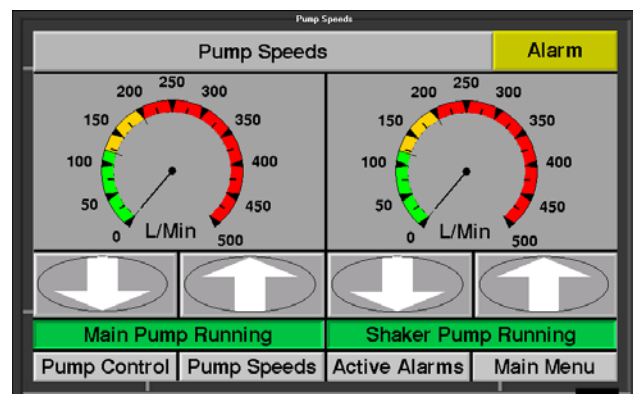 Pump Speeds
Pump Speeds
Alarm
0 50 100 150 200 250 300 350 400 450 500
L/Min
0 50 100 150 200 250 300 350 400 450 500
L/Min
Main Pump Running
Shaker Pump Running
Pump Control
Pump Speeds
Active Alarms
Main Menu